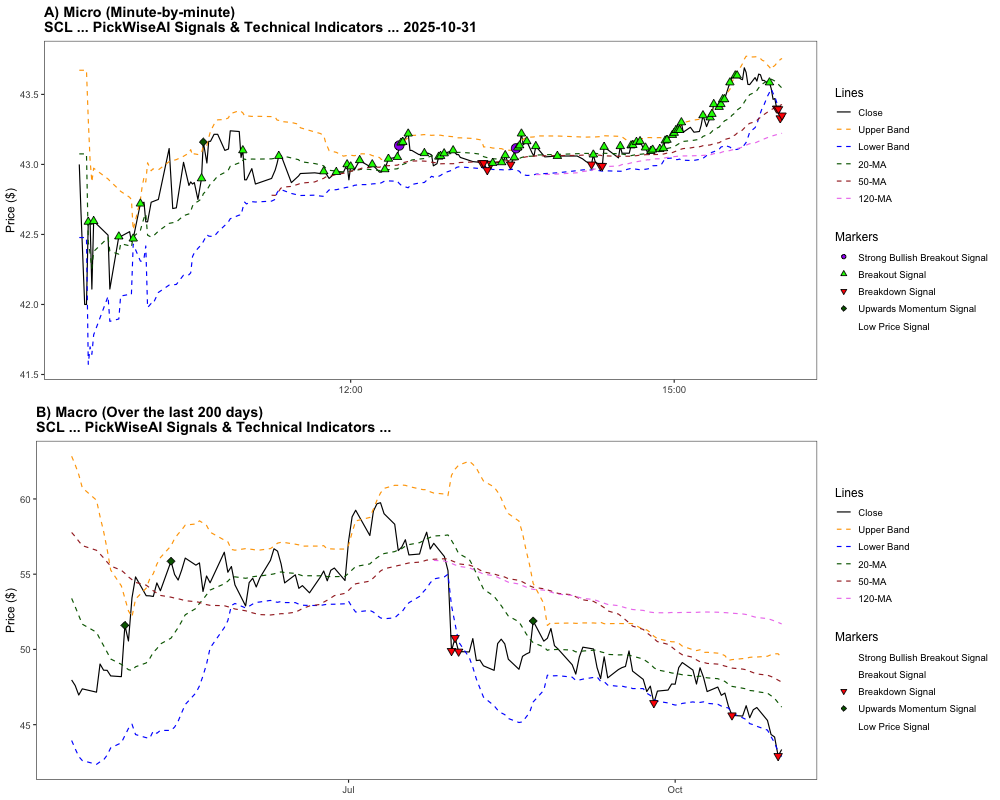 A) Micro (Minute-by-minute)
SCL ... PickWiseAI Signals & Technical Indicators ... 2025-10-31
Price ($)
43.5
43.0
42.5
42.0
41.5
12:00
15:00
Lines
Close
Upper Band
Lower Band
20-MA
50-MA
120-MA
Markers
Strong Bullish Breakout Signal
Breakout Signal
Breakdown Signal
Upwards Momentum Signal
Low Price Signal
B) Macro (Over the last 200 days)
SCL ... PickWiseAI Signals & Technical Indicators ...
Price ($)
60
55
50
45
Jul
Oct
Lines
Close
Upper Band
Lower Band
20-MA
50-MA
120-MA
Markers
Strong Bullish Breakout Signal
Breakout Signal
Breakdown Signal
Upwards Momentum Signal
Low Price Signal